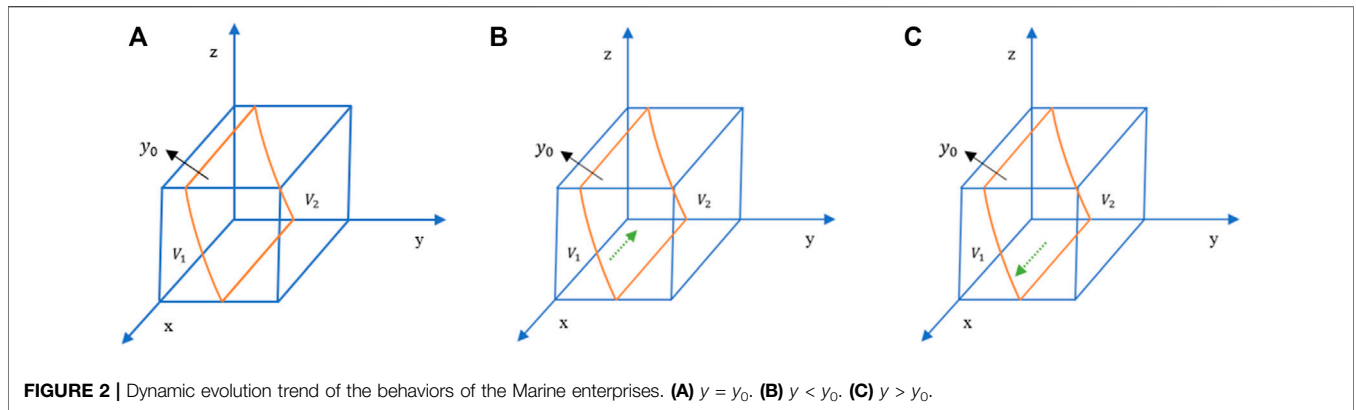 A
z
y₀
V₂
V₁
y
x
B
z
y₀
V₂
V₁
y
x
C
z
y₀
V₂
V₁
y
x
FIGURE 2 | Dynamic evolution trend of the behaviors of the Marine enterprises. (A) y = y₀. (B) y < y₀. (C) y > y₀.